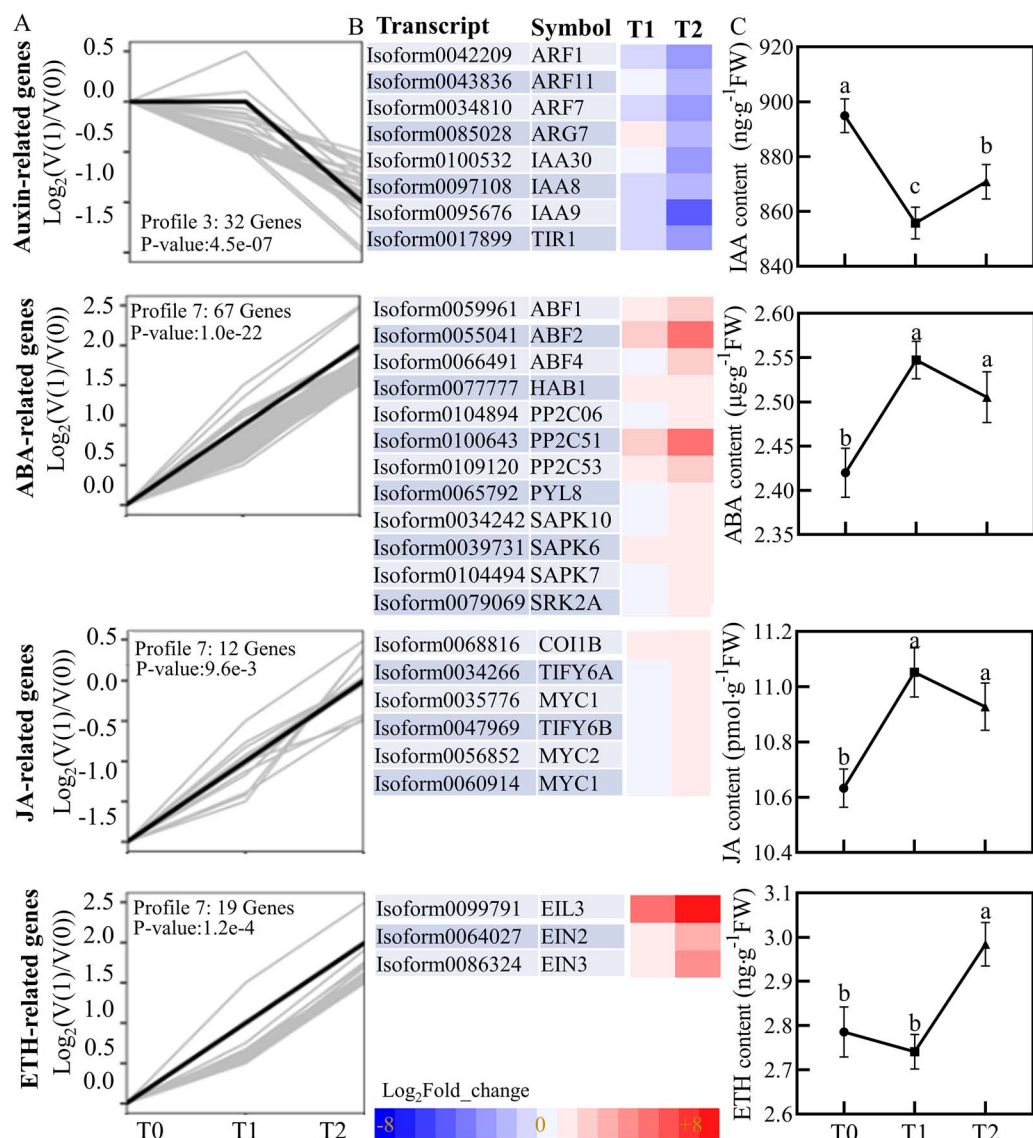 A
Auxin-related genes
Log₂(V(1)/V(0))
0.5
0.0
-0.5
-1.0
-1.5
Profile 3: 32 Genes
P-value:4.5e-07
B
Transcript Symbol T1 T2
Isoform0042209 ARF1
Isoform0043836 ARF11
Isoform0034810 ARF7
Isoform0085028 ARG7
Isoform0100532 IAA30
Isoform0097108 IAA8
Isoform0095676 IAA9
Isoform0017899 TIR1
C
IAA content (ng·g⁻¹FW)
920
900
880
860
840
a
c
b
ABA-related genes
Log₂(V(1)/V(0))
2.5
2.0
1.5
1.0
0.0
Profile 7: 67 Genes
P-value:1.0e-22
Isoform0059961 ABF1
Isoform0055041 ABF2
Isoform0066491 ABF4
Isoform0077777 HAB1
Isoform0104894 PP2C06
Isoform0100643 PP2C51
Isoform0109120 PP2C53
Isoform0065792 PYL8
Isoform0034242 SAPK10
Isoform0039731 SAPK6
Isoform0104494 SAPK7
Isoform0079069 SRK2A
ABA content (μg·g⁻¹FW)
2.60
2.55
2.50
2.45
2.40
2.35
b
a
a
JA-related genes
Log₂(V(1)/V(0))
0.5
0.0
-0.5
-1.0
-1.5
Profile 7: 12 Genes
P-value:9.6e-3
Isoform0068816 COI1B
Isoform0034266 TIFY6A
Isoform0035776 MYC1
Isoform0047969 TIFY6B
Isoform0056852 MYC2
Isoform0060914 MYC1
JA content (pmol·g⁻¹FW)
11.2
11.0
10.8
10.6
10.4
b
a
a
ETH-related genes
Log₂(V(1)/V(0))
2.5
2.0
1.5
1.0
0.5
0.0
Profile 7: 19 Genes
P-value:1.2e-4
T0 T1 T2
Isoform0099791 EIL3
Isoform0064027 EIN2
Isoform0086324 EIN3
Log₂Fold_change
-8 0 +8
ETH content (ng·g⁻¹FW)
3.1
3.0
2.9
2.8
2.7
2.6
b
b
a
T0 T1 T2